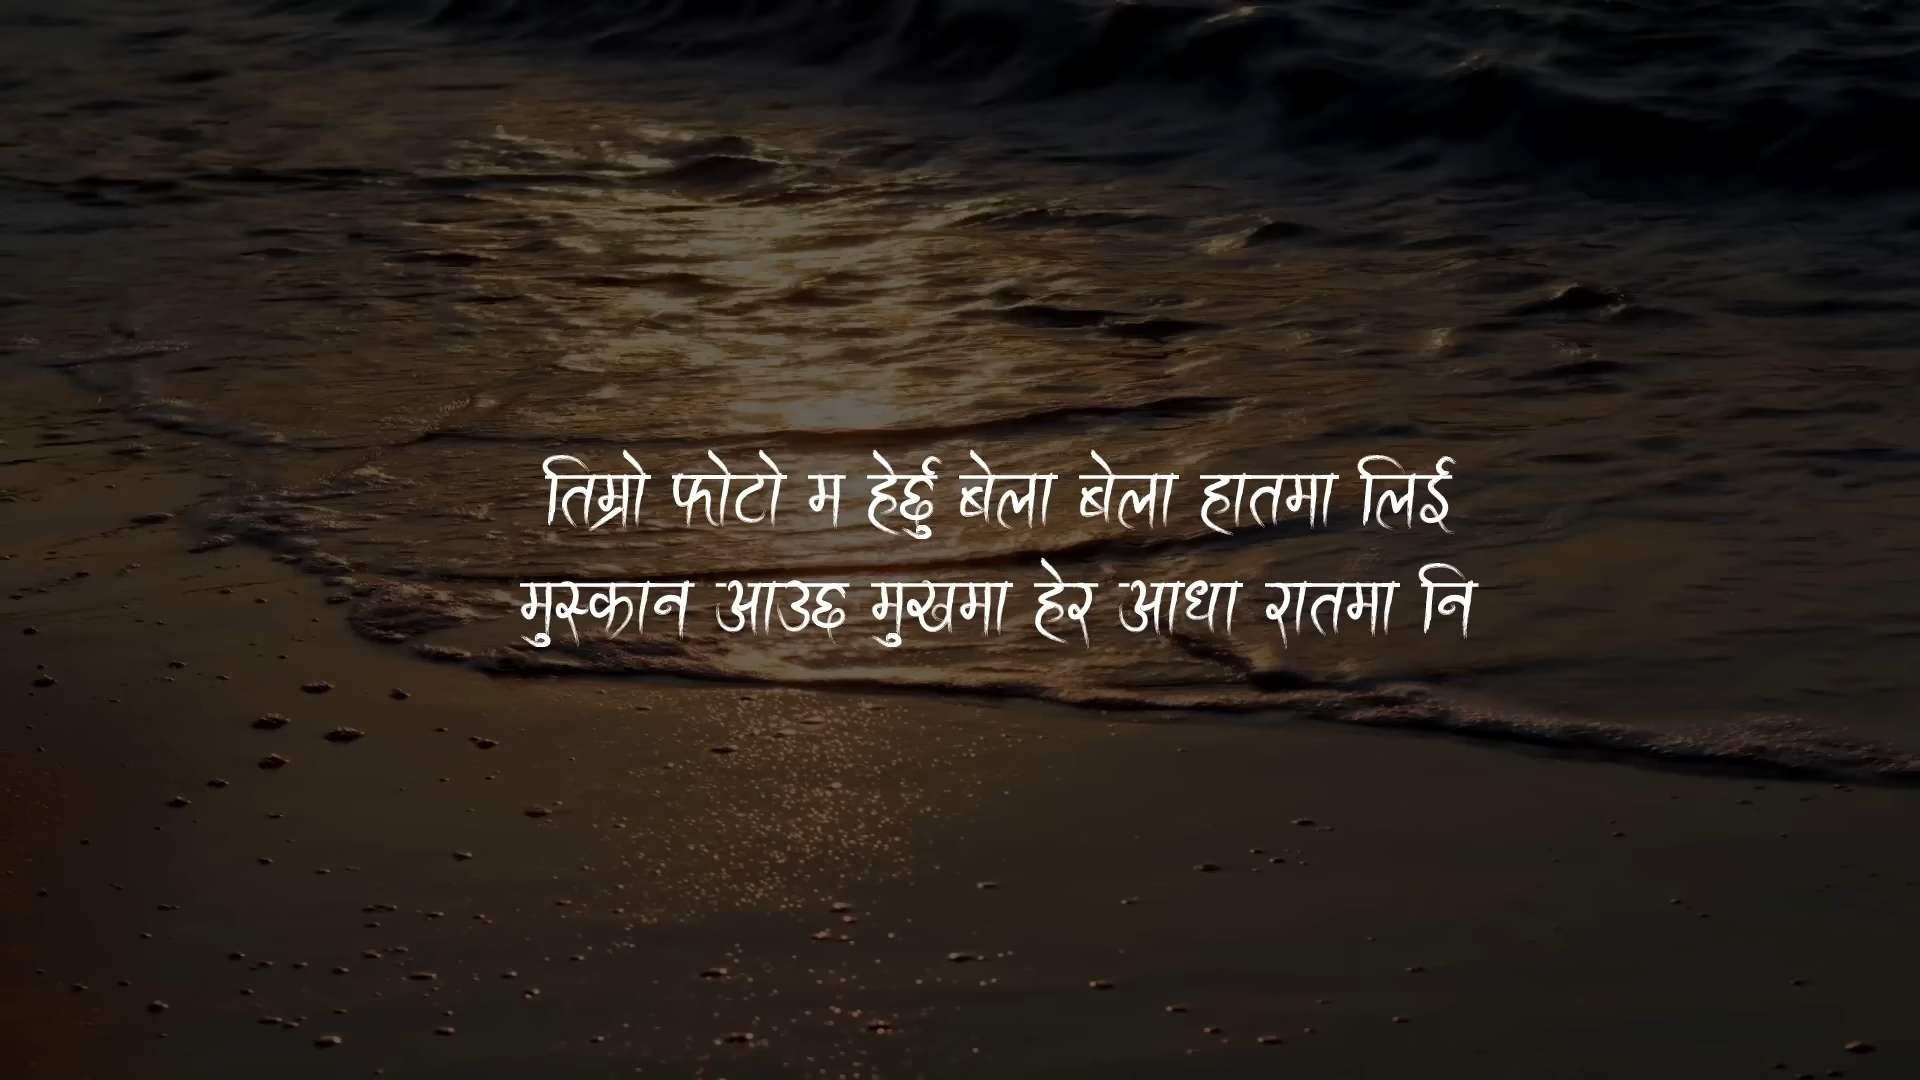 तिम्रो फोटो म हेर्छु बेला बेला हातमा लिई
मुस्कान आउछ मुखमा हेर आधा रातमा नि